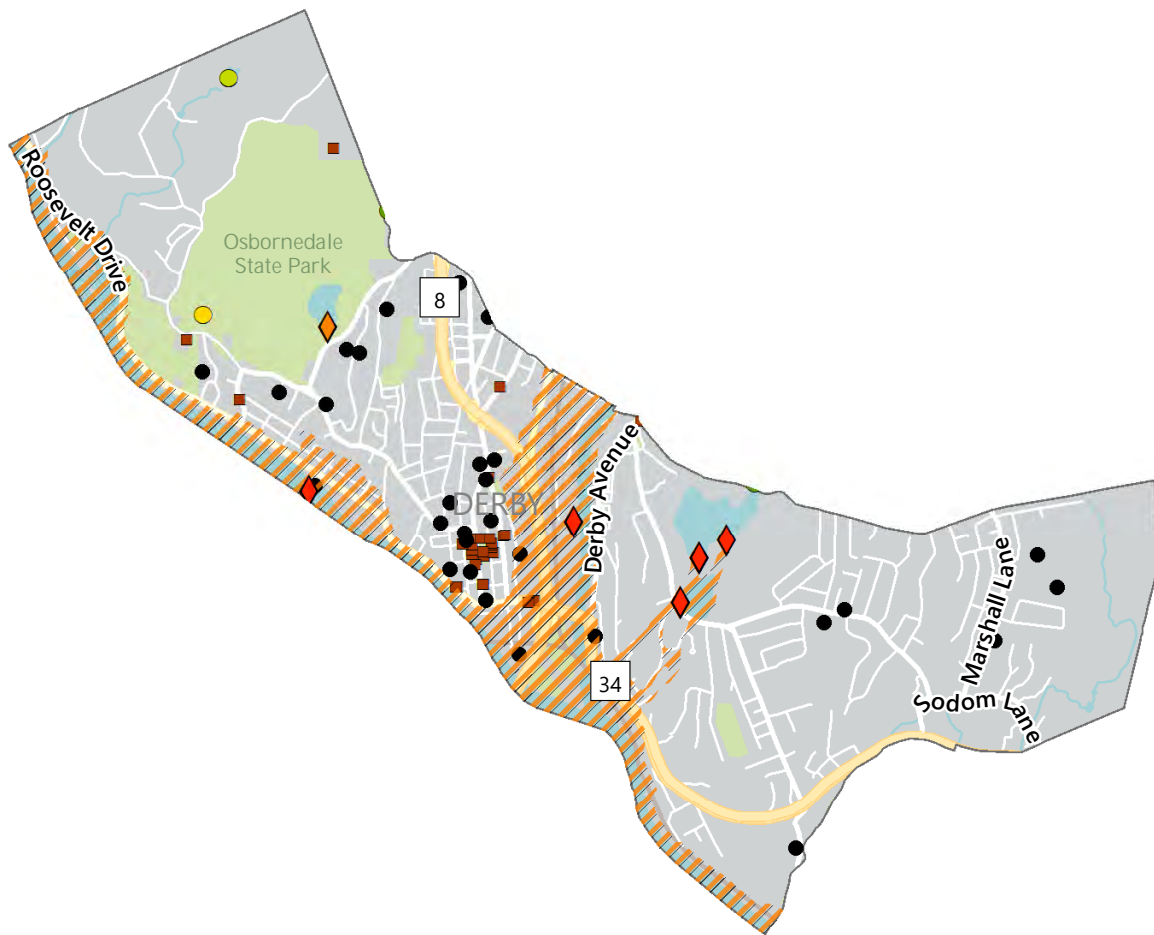 Roosevelt Drive
Osbornedale
State Park
8
DERBY
Derby Avenue
34
Marshall Lane
Sodom Lane